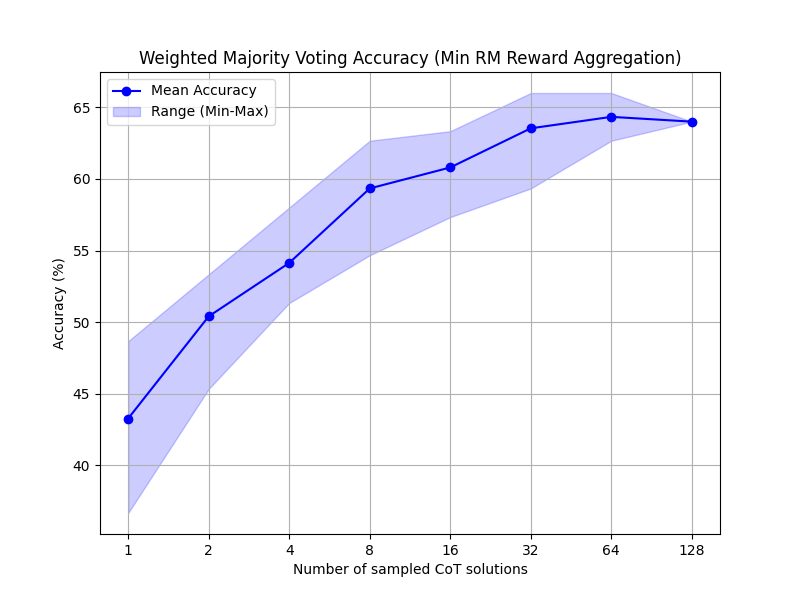 Weighted Majority Voting Accuracy (Min RM Reward Aggregation)
Mean Accuracy
Range (Min-Max)
Accuracy (%)
65
60
55
50
45
40
1 2 4 8 16 32 64 128
Number of sampled CoT solutions